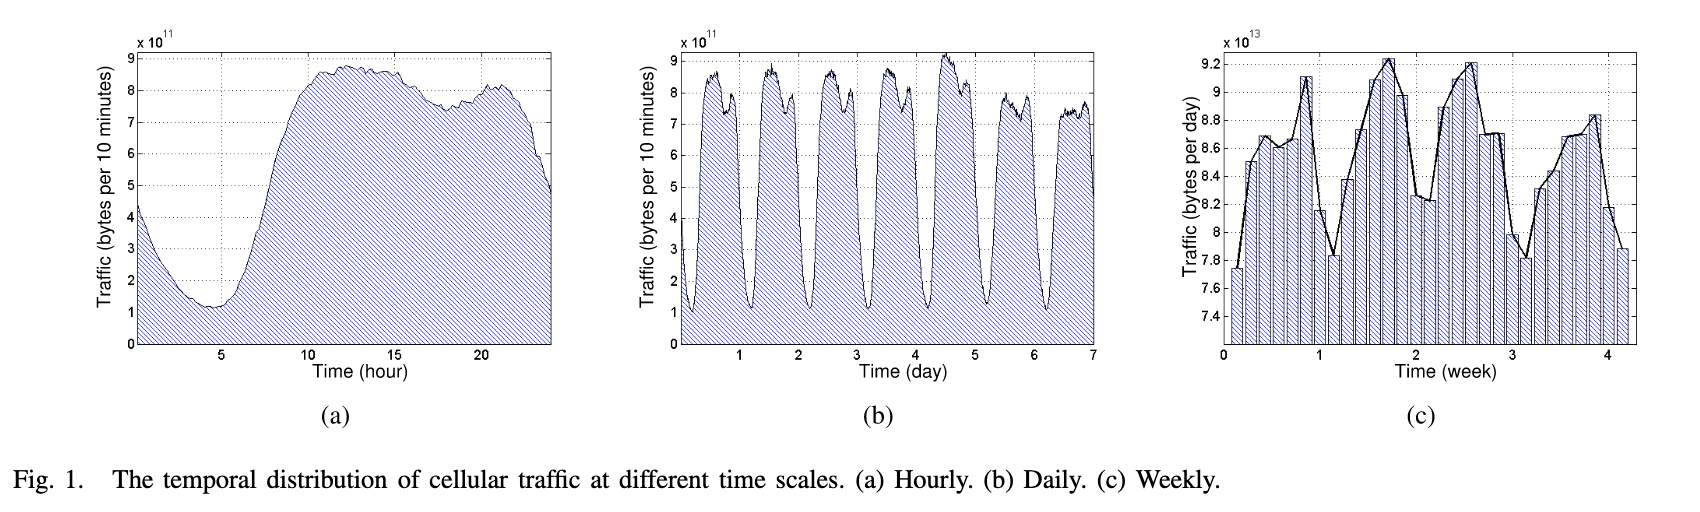 x 10^11
9
8
7
6
5
4
3
2
1
0
Traffic (bytes per 10 minutes)
5 10 15 20
Time (hour)
(a)
x 10^11
9
8
7
6
5
4
3
2
1
0
Traffic (bytes per 10 minutes)
1 2 3 4 5 6 7
Time (day)
(b)
x 10^13
9.2
9
8.8
8.6
8.4
8.2
8
7.8
7.6
7.4
Traffic (bytes per day)
0 1 2 3 4
Time (week)
(c)
Fig. 1. The temporal distribution of cellular traffic at different time scales. (a) Hourly. (b) Daily. (c) Weekly.